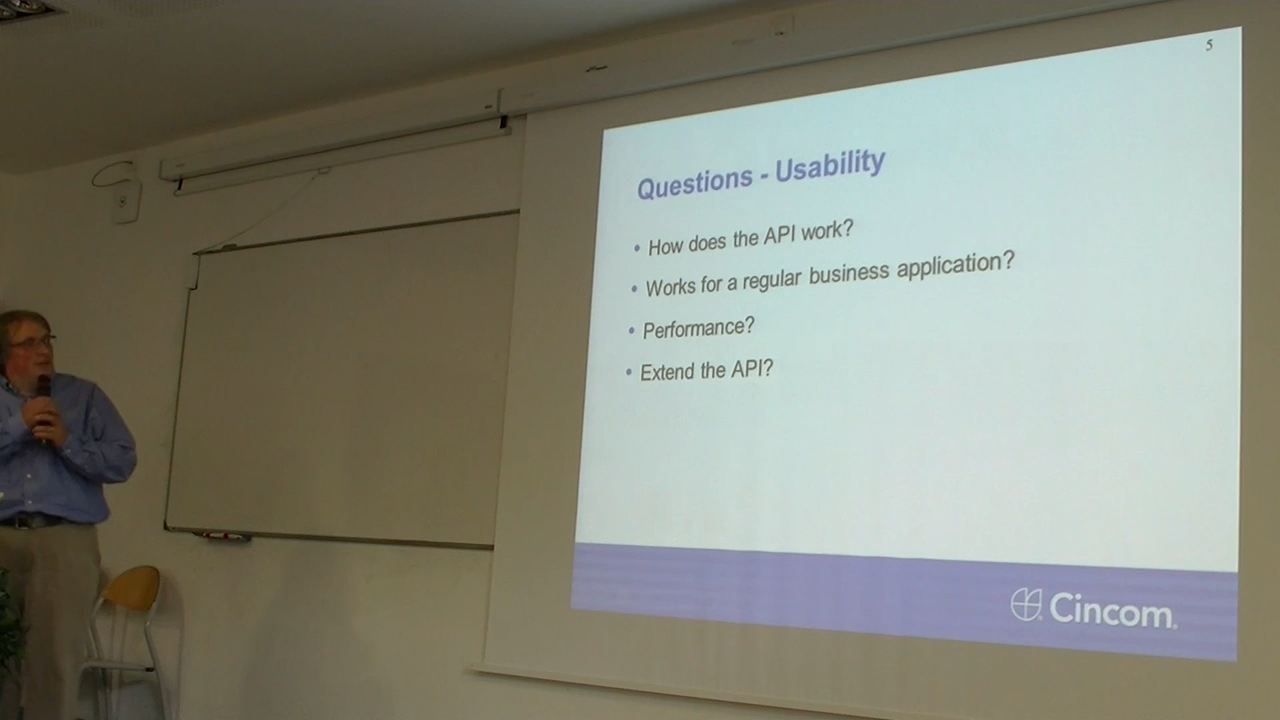 5
Questions - Usability
• How does the API work?
• Works for a regular business application?
• Performance?
• Extend the API?
Cincom